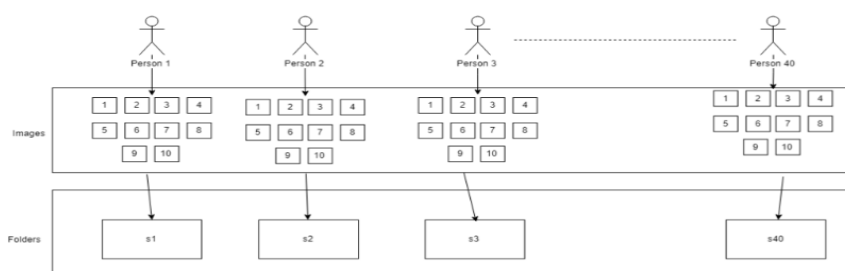 Person 1 Person 2 Person 3 Person 40
1 2 3 4 1 2 3 4 1 2 3 4 1 2 3 4
Images
5 6 7 8 5 6 7 8 5 6 7 8 5 6 7 8
9 10 9 10 9 10 9 10
Folders
s1 s2 s3 s40